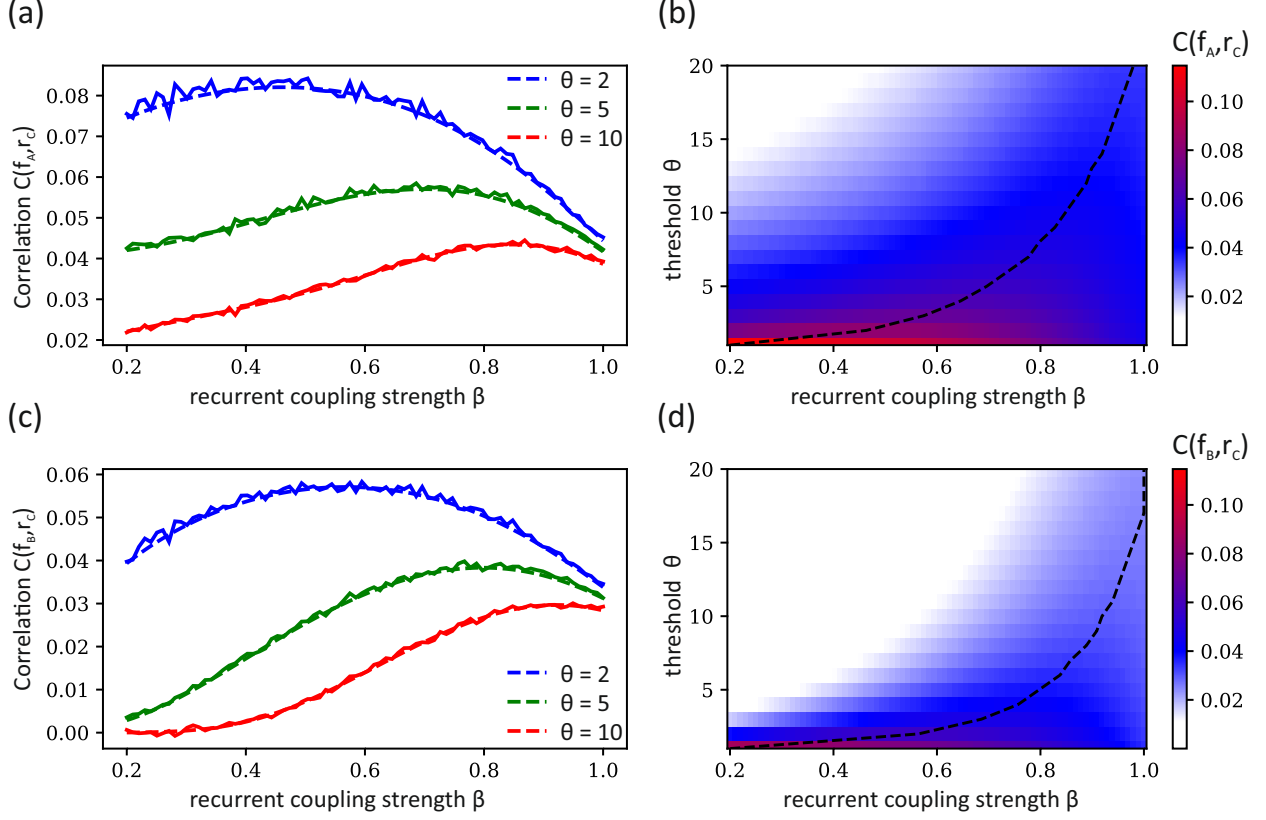 (a)
Correlation C(f_A,r_C)
0.08
0.07
0.06
0.05
0.04
0.03
0.02
0.2
0.4
0.6
0.8
1.0
recurrent coupling strength β
θ = 2
θ = 5
θ = 10
(b)
threshold θ
20
15
10
5
0.2
0.4
0.6
0.8
1.0
recurrent coupling strength β
C(f_A,r_C)
0.10
0.08
0.06
0.04
0.02
(c)
Correlation C(f_B,r_C)
0.06
0.05
0.04
0.03
0.02
0.01
0.00
0.2
0.4
0.6
0.8
1.0
recurrent coupling strength β
θ = 2
θ = 5
θ = 10
(d)
threshold θ
20
15
10
5
0.2
0.4
0.6
0.8
1.0
recurrent coupling strength β
C(f_B,r_C)
0.10
0.08
0.06
0.04
0.02